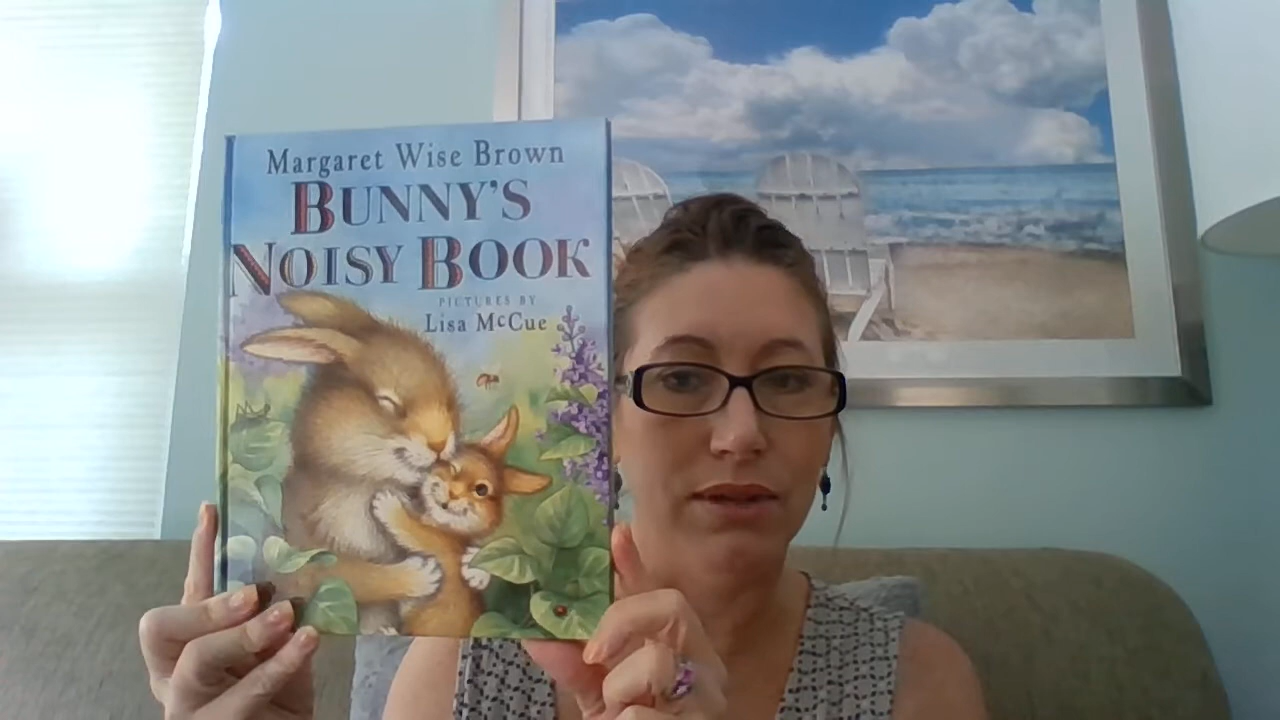 Margaret Wise Brown
BUNNY'S
NOISY BOOK
PICTURES BY
LISA McCUE